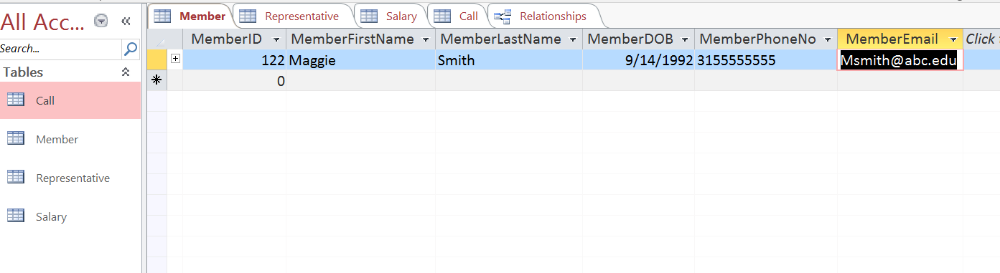 All Acc...
Search...
Tables
Call
Member
Representative
Salary
Member Representative Salary Call Relationships
MemberID MemberFirstName MemberLastName MemberDOB MemberPhoneNo MemberEmail Click
122 Maggie Smith 9/14/1992 3155555555 Msmith@abc.edu
0